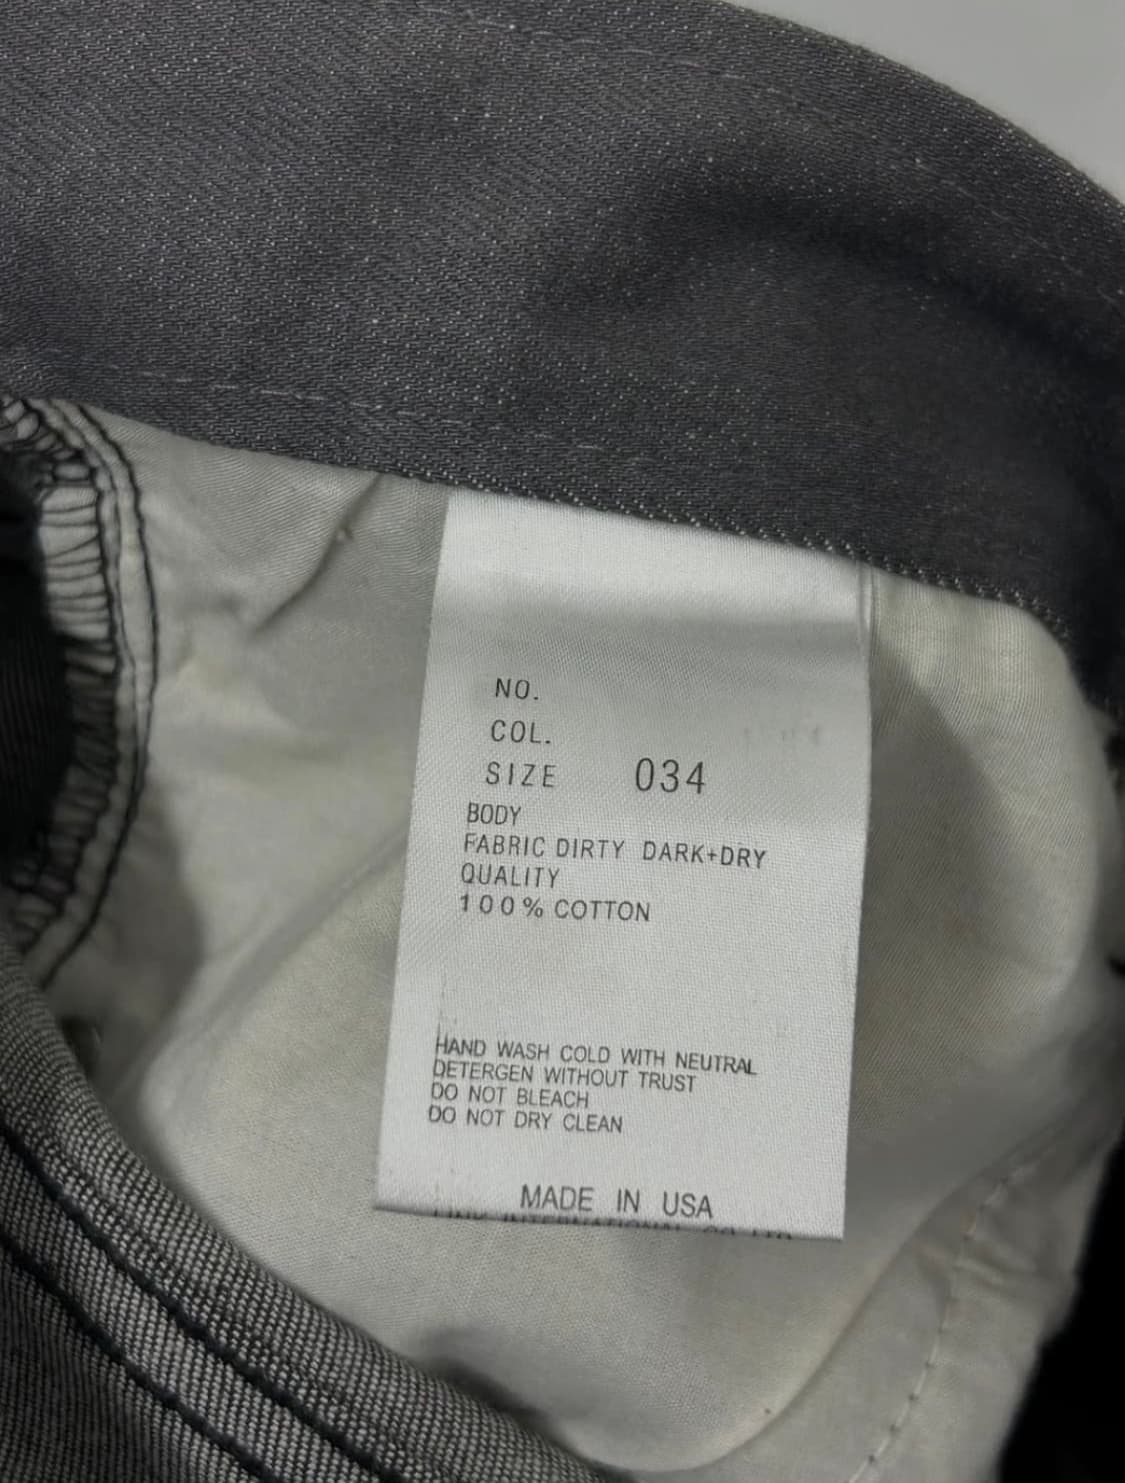 NO.
COL.
SIZE 034
BODY
FABRIC DIRTY DARK+DRY
QUALITY
100% COTTON
HAND WASH COLD WITH NEUTRAL
DETERGEN WITHOUT TRUST
DO NOT BLEACH
DO NOT DRY CLEAN
MADE IN USA